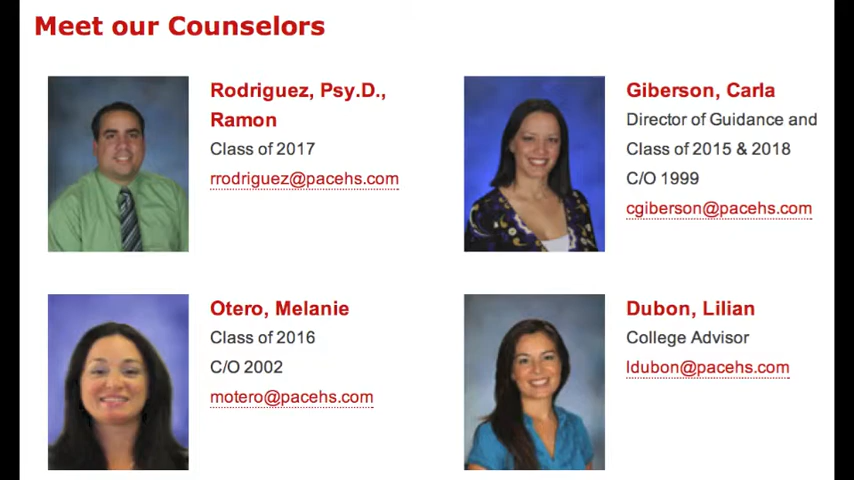 Meet our Counselors
Rodriguez, Psy.D.,
Ramon
Class of 2017
rrodriguez@pacehs.com
Giberson, Carla
Director of Guidance and
Class of 2015 & 2018
C/O 1999
cgiberson@pacehs.com
Otero, Melanie
Class of 2016
C/O 2002
motero@pacehs.com
Dubon, Lilian
College Advisor
ldubon@pacehs.com